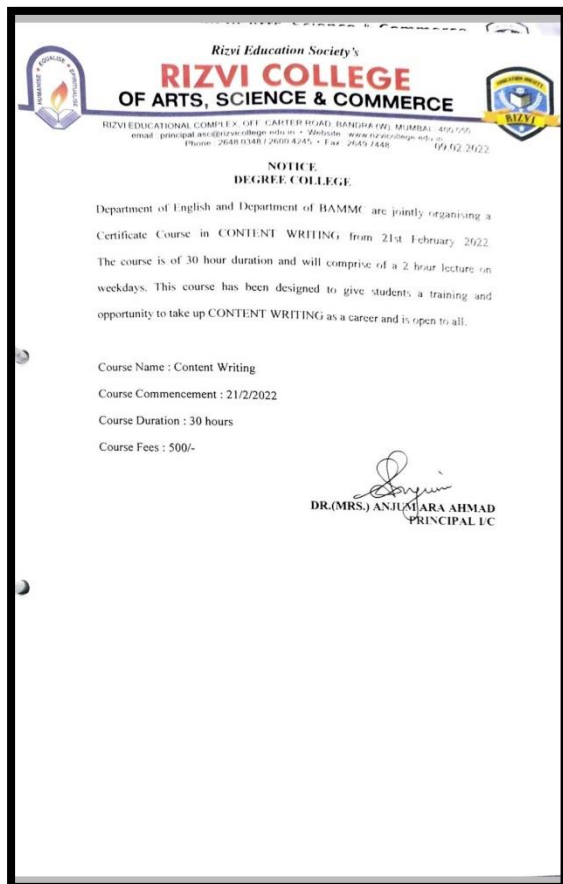 Rizvi Education Society's
RIZVI COLLEGE
OF ARTS, SCIENCE & COMMERCE
HUMANISE • EQUALISE • SPIRITUALISE
EDUCATION SOCIETY
RIZVI
RIZVI EDUCATIONAL COMPLEX, OFF. CARTER ROAD, BANDRA (W), MUMBAI
email : principal.asc@rizvicollege.edu.in • Website : www.rizvicollege.edu.in
Phone : 2648 0348 / 2600 4245 • Fax : 2649 7448
09.02.2022
NOTICE
DEGREE COLLEGE
Department of English and Department of BAMMC are jointly organising a
Certificate Course in CONTENT WRITING from 21st February 2022.
The course is of 30 hour duration and will comprise of a 2 hour lecture on
weekdays. This course has been designed to give students a training and
opportunity to take up CONTENT WRITING as a career and is open to all.
Course Name : Content Writing
Course Commencement : 21/2/2022
Course Duration : 30 hours
Course Fees : 500/-
DR.(MRS.) ANJUM ARA AHMAD
PRINCIPAL I/C